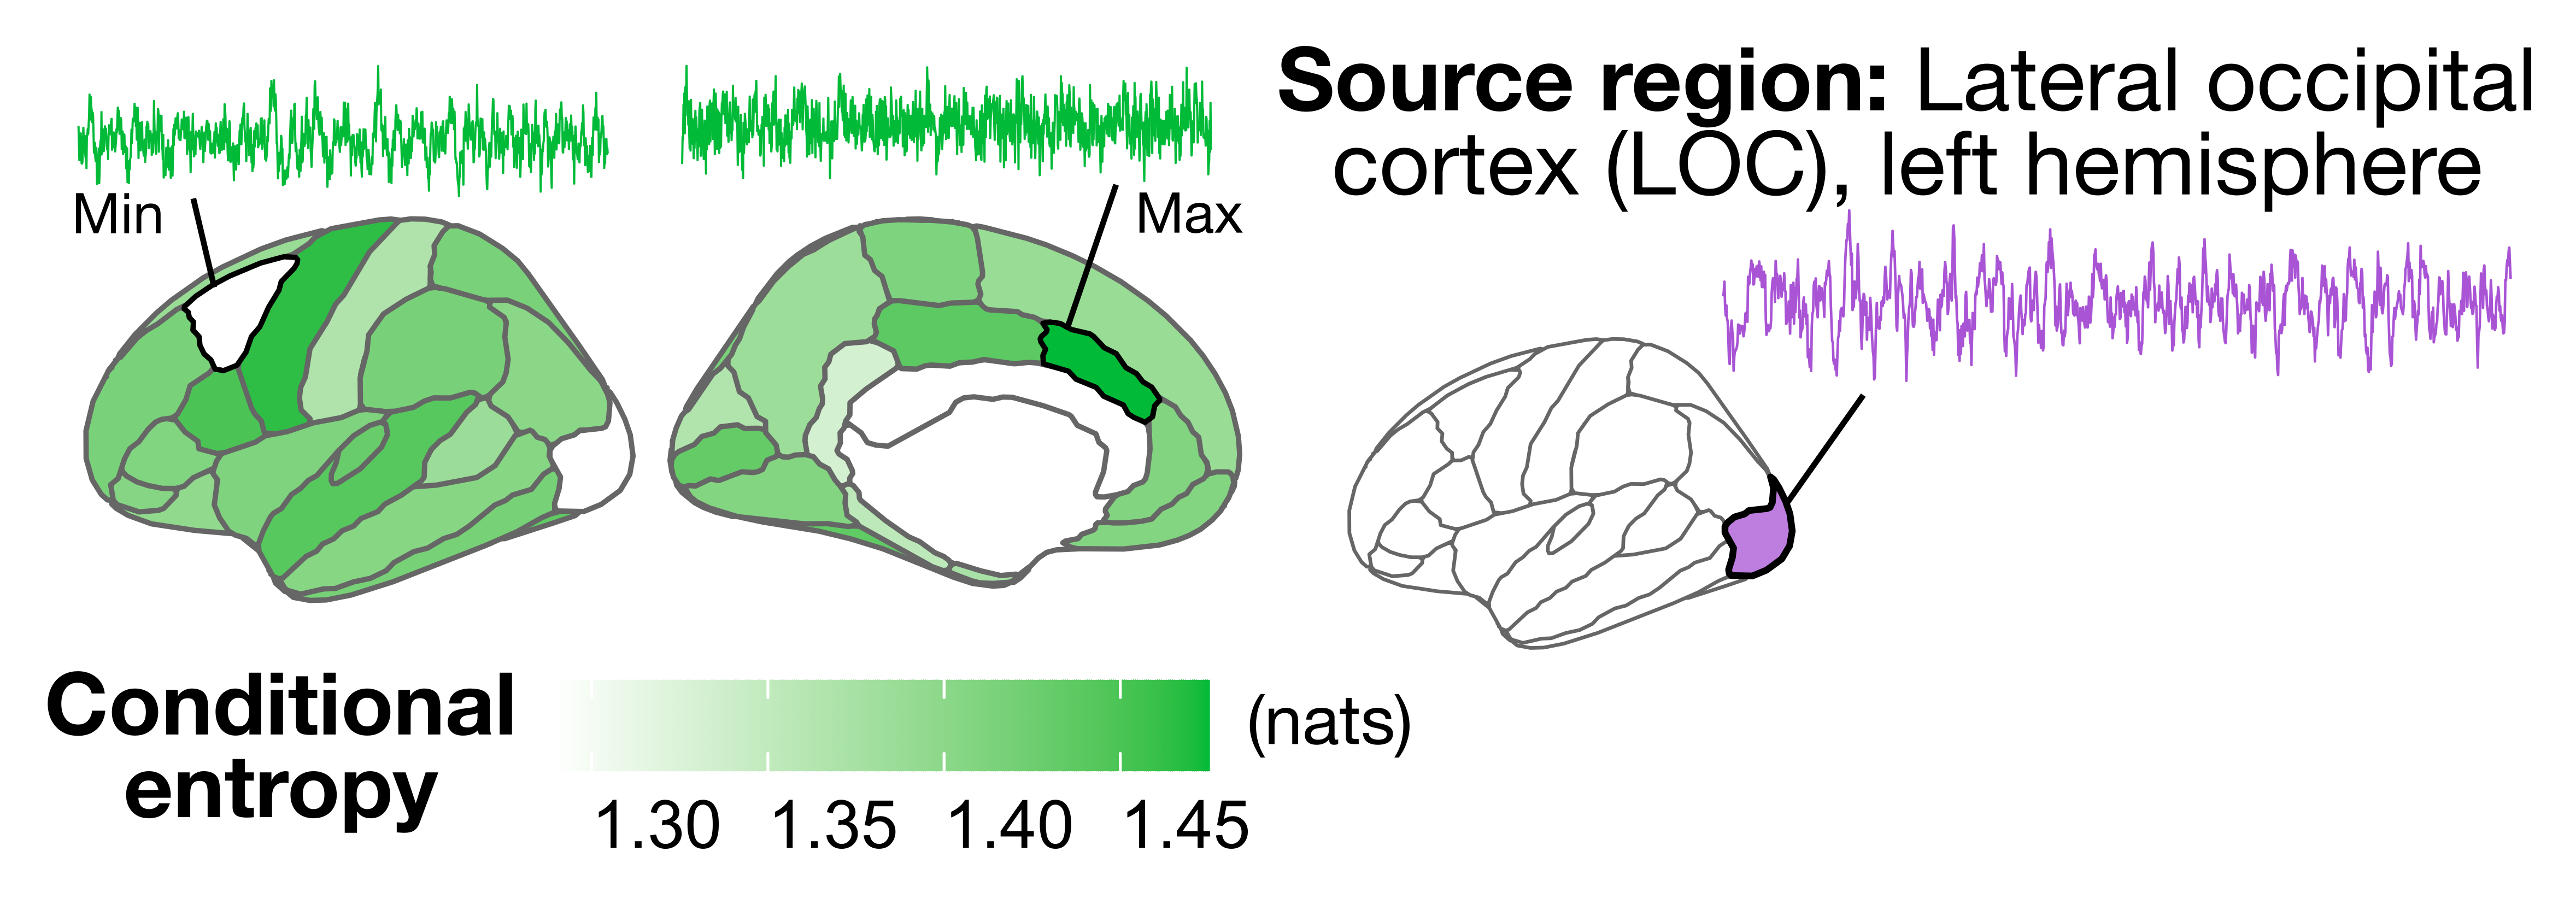 Source region: Lateral occipital
cortex (LOC), left hemisphere
Min
Max
Conditional
entropy
(nats)
1.30 1.35 1.40 1.45